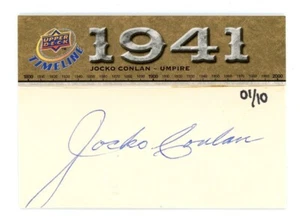 UPPER DECK
TIMELINE
1941
JOCKO CONLAN – UMPIRE
01/10
Jocko Conlan